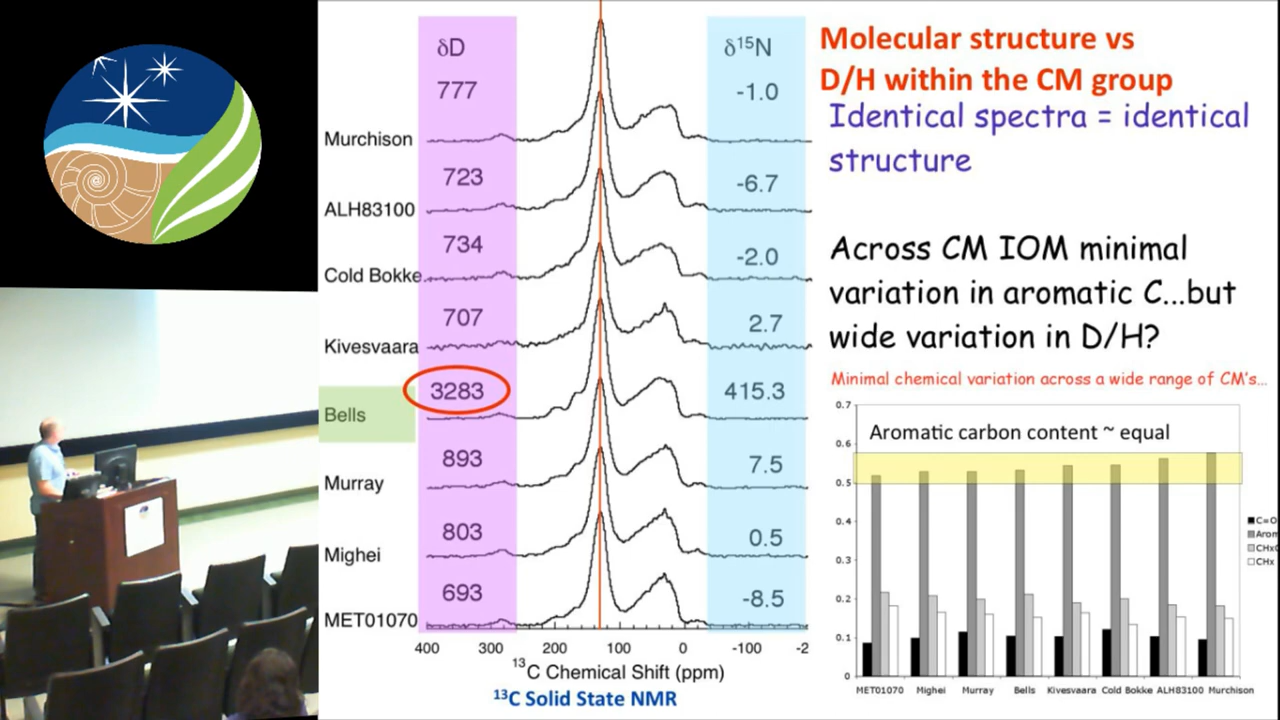 δD
δ¹⁵N
777
-1.0
Murchison
723
-6.7
ALH83100
734
-2.0
Cold Bokke
707
2.7
Kivesvaara
3283
415.3
Bells
893
7.5
Murray
803
0.5
Mighei
693
-8.5
MET01070
400 300 200 100 0 -100 -2
¹³C Chemical Shift (ppm)
¹³C Solid State NMR
Molecular structure vs
D/H within the CM group
Identical spectra = identical
structure
Across CM IOM minimal
variation in aromatic C...but
wide variation in D/H?
Minimal chemical variation across a wide range of CM's...
Aromatic carbon content ~ equal
0.7
0.6
0.5
0.4
0.3
0.2
0.1
0
C=O
Arom
CHxO
CHx
MET01070 Mighei Murray Bells Kivesvaara Cold Bokke ALH83100 Murchison